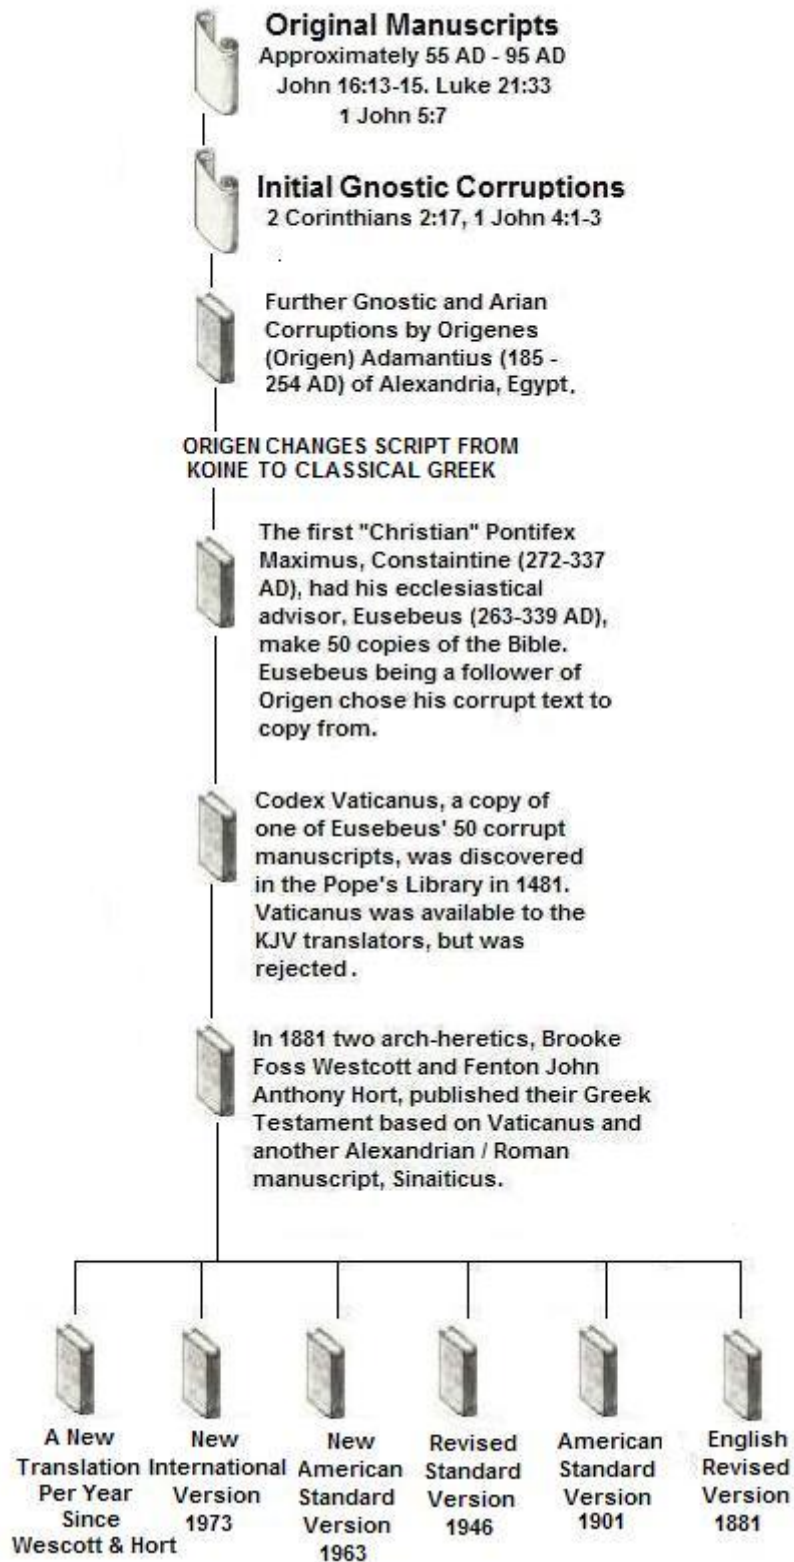 Original Manuscripts
Approximately 55 AD - 95 AD
John 16:13-15. Luke 21:33
1 John 5:7
Initial Gnostic Corruptions
2 Corinthians 2:17, 1 John 4:1-3
Further Gnostic and Arian
Corruptions by Origenes
(Origen) Adamantius (185 -
254 AD) of Alexandria, Egypt.
ORIGEN CHANGES SCRIPT FROM
KOINE TO CLASSICAL GREEK
The first "Christian" Pontifex
Maximus, Constaintine (272-337
AD), had his ecclesiastical
advisor, Eusebeus (263-339 AD),
make 50 copies of the Bible.
Eusebeus being a follower of
Origen chose his corrupt text to
copy from.
Codex Vaticanus, a copy of
one of Eusebeus' 50 corrupt
manuscripts, was discovered
in the Pope's Library in 1481.
Vaticanus was available to the
KJV translators, but was
rejected.
In 1881 two arch-heretics, Brooke
Foss Westcott and Fenton John
Anthony Hort, published their Greek
Testament based on Vaticanus and
another Alexandrian / Roman
manuscript, Sinaiticus.
A New
Translation
Per Year
Since
Wescott & Hort
New
International
Version
1973
New
American
Standard
Version
1963
Revised
Standard
Version
1946
American
Standard
Version
1901
English
Revised
Version
1881